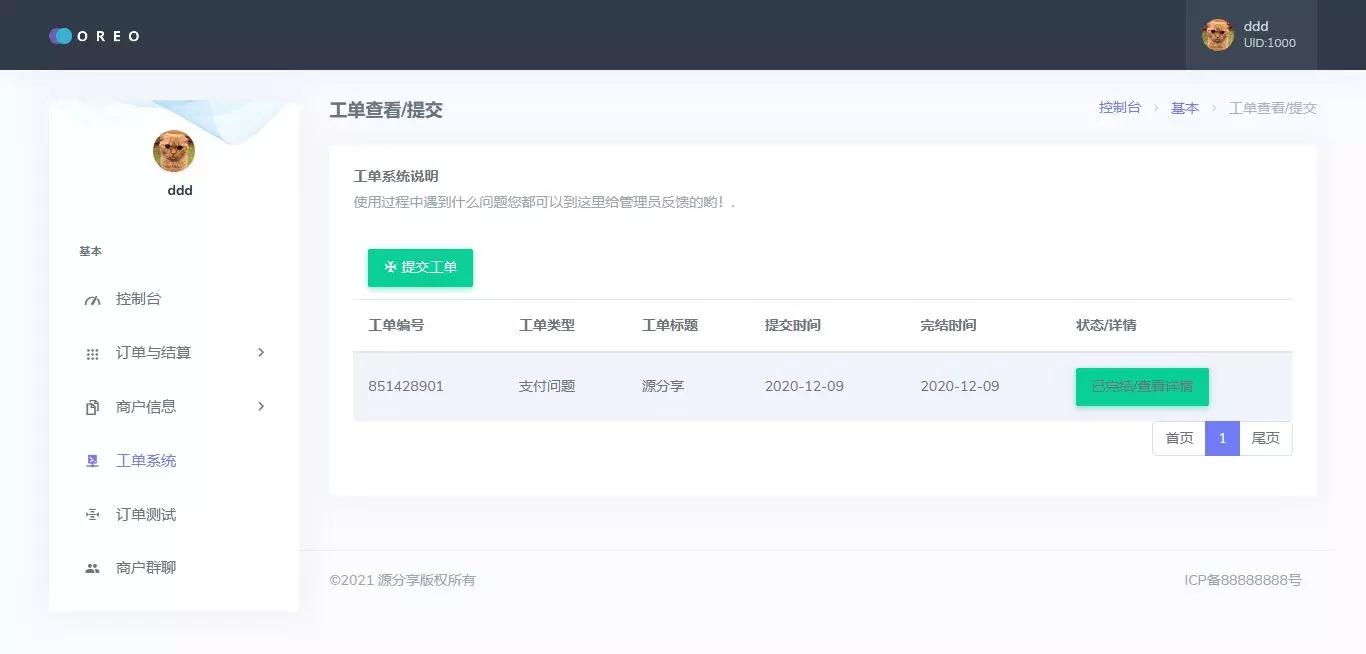 OREO
ddd
UID:1000
ddd
基本
控制台
订单与结算
商户信息
工单系统
订单测试
商户群聊
工单查看/提交
控制台 > 基本 > 工单查看/提交
工单系统说明
使用过程中遇到什么问题您都可以到这里给管理员反馈的哟！.
提交工单
工单编号 工单类型 工单标题 提交时间 完结时间 状态/详情
851428901 支付问题 源分享 2020-12-09 2020-12-09 已完结/查看详情
首页 1 尾页
©2021 源分享版权所有
ICP备88888888号